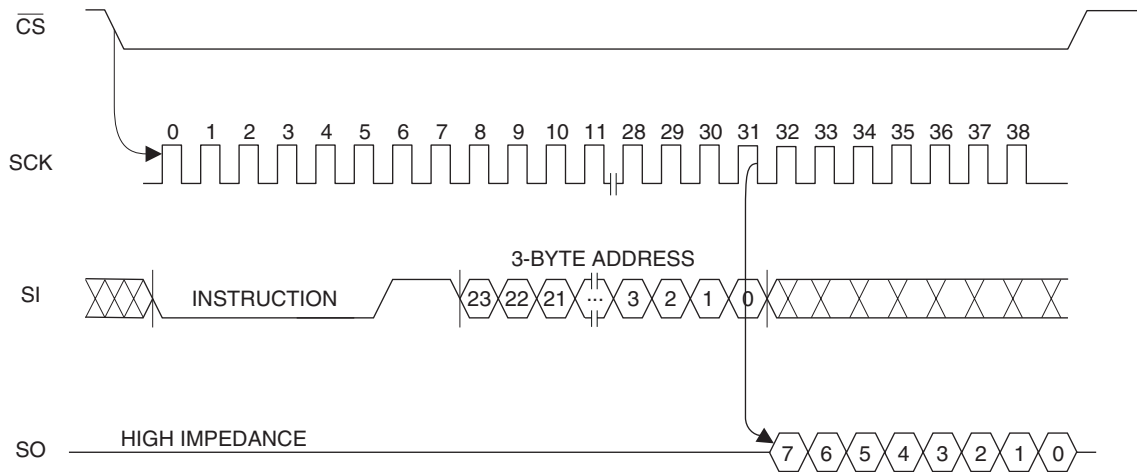 CS
0 1 2 3 4 5 6 7 8 9 10 11 28 29 30 31 32 33 34 35 36 37 38
SCK
3-BYTE ADDRESS
SI INSTRUCTION 23 22 21 ... 3 2 1 0
HIGH IMPEDANCE
SO 7 6 5 4 3 2 1 0